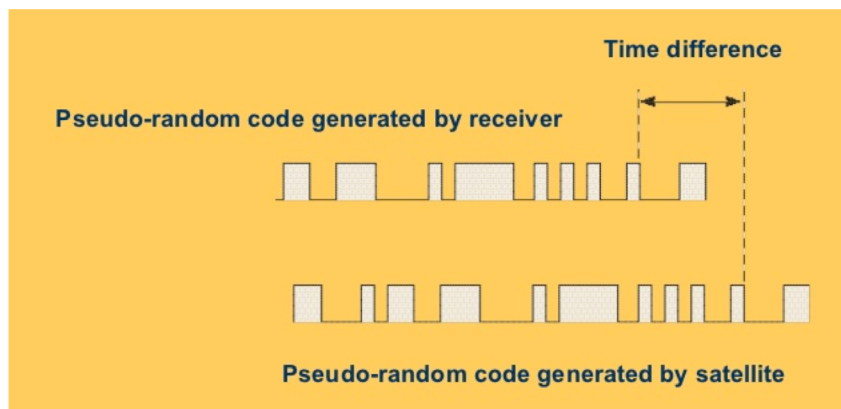 Time difference
Pseudo-random code generated by receiver
Pseudo-random code generated by satellite